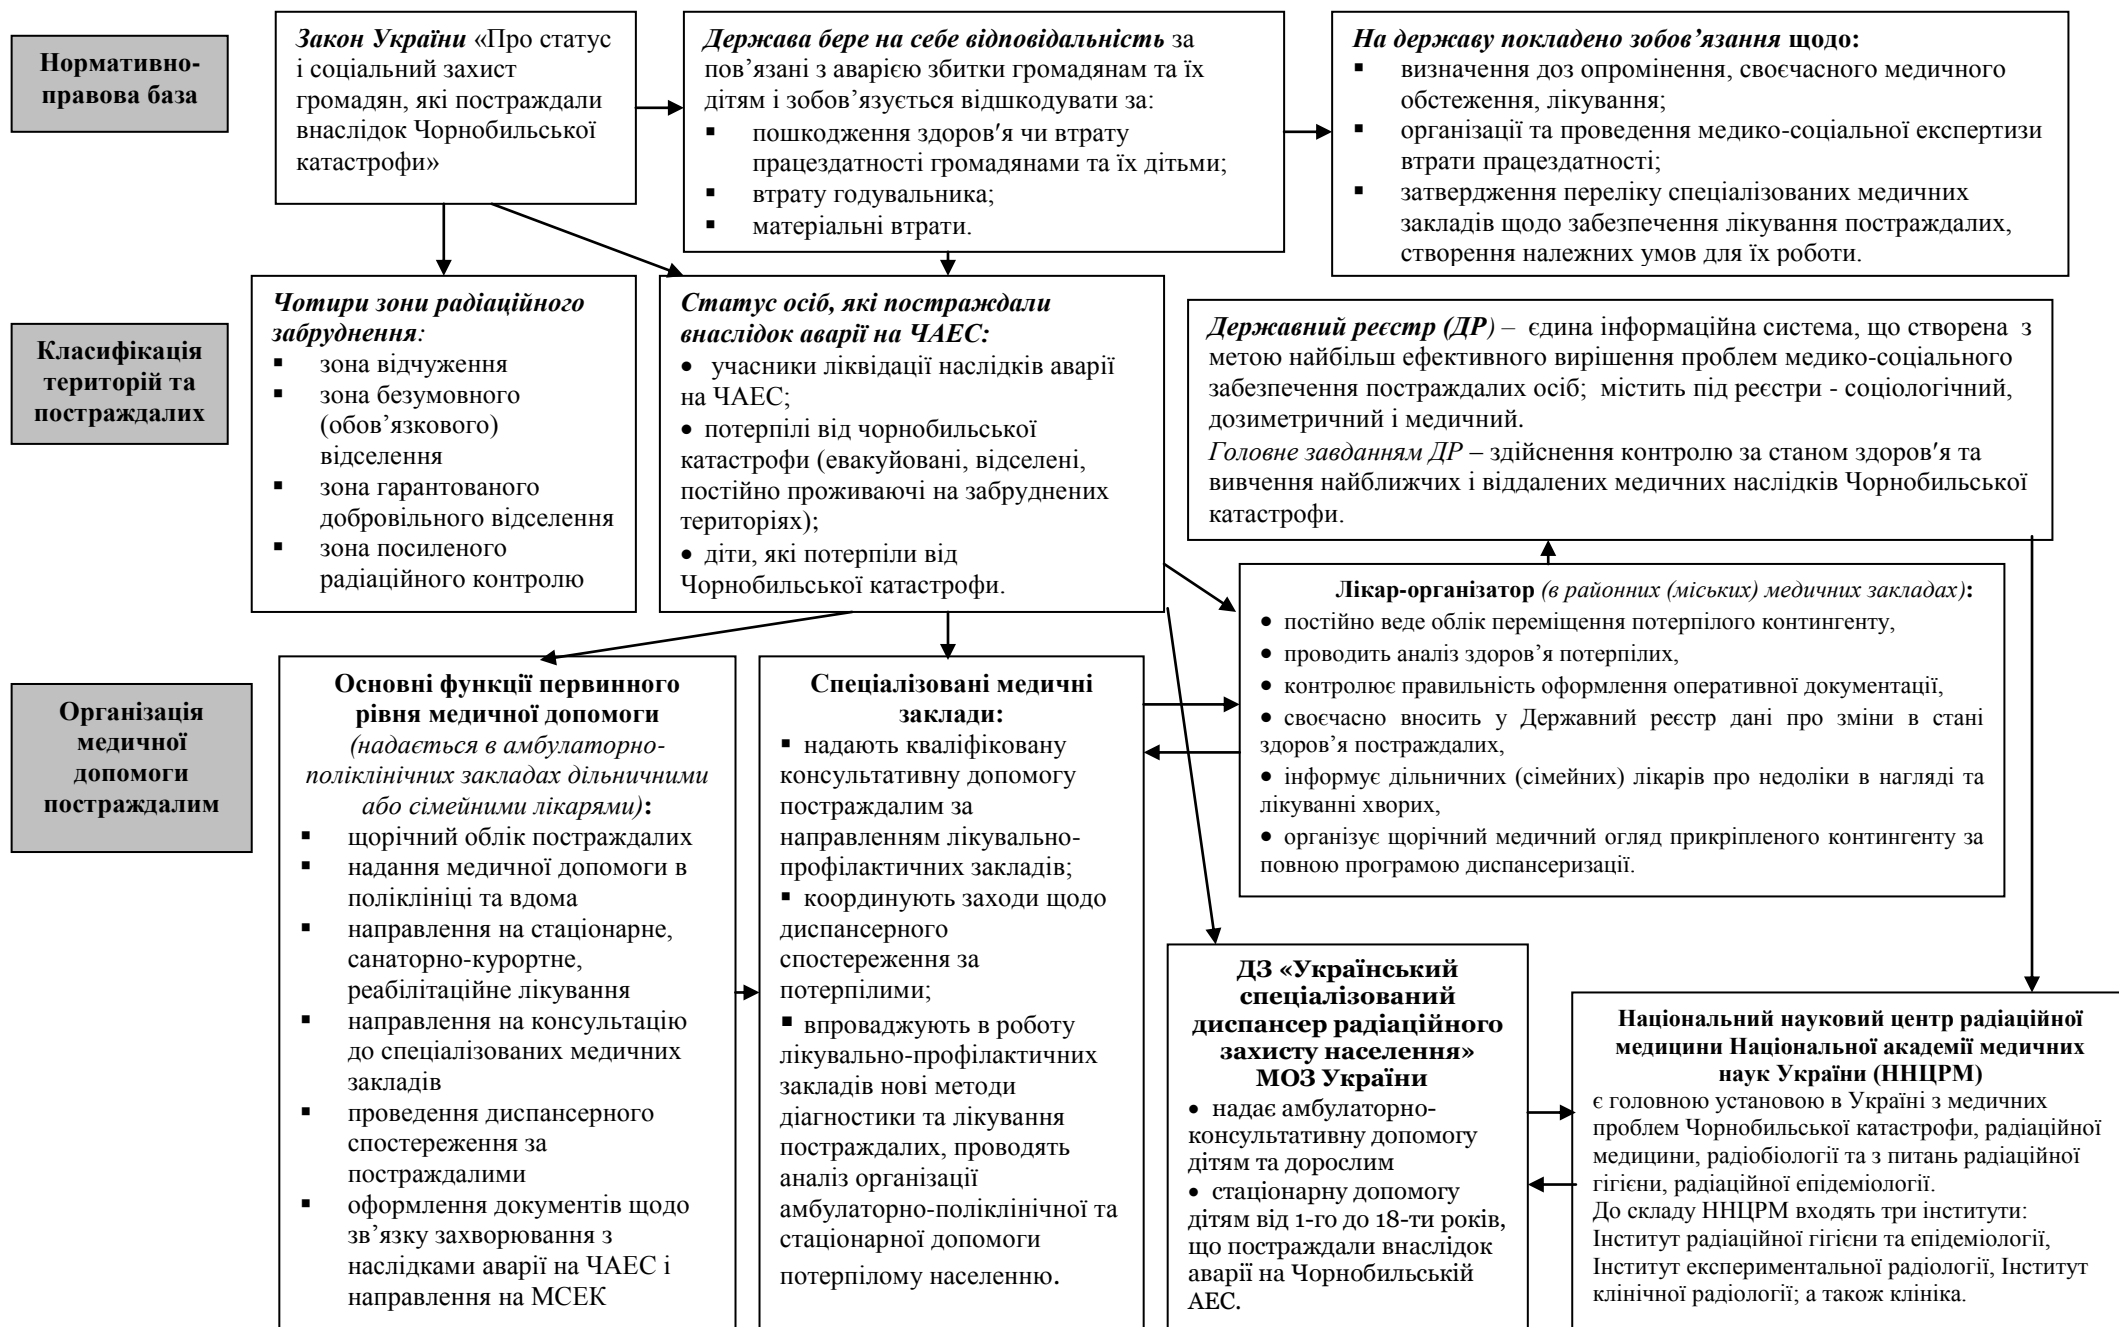 Нормативно-
правова база
Закон України «Про статус
і соціальний захист
громадян, які постраждали
внаслідок Чорнобильської
катастрофи»
Держава бере на себе відповідальність за
пов’язані з аварією збитки громадянам та їх
дітям і зобов’язується відшкодувати за:
▪ пошкодження здоров'я чи втрату
працездатності громадянами та їх дітьми;
▪ втрату годувальника;
▪ матеріальні втрати.
На державу покладено зобов’язання щодо:
▪ визначення доз опромінення, своєчасного медичного
обстеження, лікування;
▪ організації та проведення медико-соціальної експертизи
втрати працездатності;
▪ затвердження переліку спеціалізованих медичних
закладів щодо забезпечення лікування постраждалих,
створення належних умов для їх роботи.
Класифікація
територій та
постраждалих
Чотири зони радіаційного
забруднення:
▪ зона відчуження
▪ зона безумовного
(обов’язкового)
відселення
▪ зона гарантованого
добровільного відселення
▪ зона посиленого
радіаційного контролю
Статус осіб, які постраждали
внаслідок аварії на ЧАЕС:
• учасники ліквідації наслідків аварії
на ЧАЕС;
• потерпілі від чорнобильської
катастрофи (евакуйовані, відселені,
постійно проживаючі на забруднених
територіях);
• діти, які потерпіли від
Чорнобильської катастрофи.
Державний реєстр (ДР) – єдина інформаційна система, що створена з
метою найбільш ефективного вирішення проблем медико-соціального
забезпечення постраждалих осіб; містить під реєстри - соціологічний,
дозиметричний і медичний.
Головне завданням ДР – здійснення контролю за станом здоров'я та
вивчення найближчих і віддалених медичних наслідків Чорнобильської
катастрофи.
Лікар-організатор (в районних (міських) медичних закладах):
• постійно веде облік переміщення потерпілого контингенту,
• проводить аналіз здоров’я потерпілих,
• контролює правильність оформлення оперативної документації,
• своєчасно вносить у Державний реєстр дані про зміни в стані
здоров’я постраждалих,
• інформує дільничних (сімейних) лікарів про недоліки в нагляді та
лікуванні хворих,
• організує щорічний медичний огляд прикріпленого контингенту за
повною програмою диспансеризації.
Організація
медичної
допомоги
постраждалим
Основні функції первинного
рівня медичної допомоги
(надається в амбулаторно-
поліклінічних закладах дільничними
або сімейними лікарями):
▪ щорічний облік постраждалих
▪ надання медичної допомоги в
поліклініці та вдома
▪ направлення на стаціонарне,
санаторно-курортне,
реабілітаційне лікування
▪ направлення на консультацію
до спеціалізованих медичних
закладів
▪ проведення диспансерного
спостереження за
постраждалими
▪ оформлення документів щодо
зв’язку захворювання з
наслідками аварії на ЧАЕС і
направлення на МСЕК
Спеціалізовані медичні
заклади:
▪ надають кваліфіковану
консультативну допомогу
постраждалим за
направленням лікувально-
профілактичних закладів;
▪ координують заходи щодо
диспансерного
спостереження за
потерпілими;
▪ впроваджують в роботу
лікувально-профілактичних
закладів нові методи
діагностики та лікування
постраждалих, проводять
аналіз організації
амбулаторно-поліклінічної та
стаціонарної допомоги
потерпілому населенню.
ДЗ «Український
спеціалізований
диспансер радіаційного
захисту населення»
МОЗ України
• надає амбулаторно-
консультативну допомогу
дітям та дорослим
• стаціонарну допомогу
дітям від 1-го до 18-ти років,
що постраждали внаслідок
аварії на Чорнобильській
АЕС.
Національний науковий центр радіаційної
медицини Національної академії медичних
наук України (ННЦРМ)
є головною установою в Україні з медичних
проблем Чорнобильської катастрофи, радіаційної
медицини, радіобіології та з питань радіаційної
гігієни, радіаційної епідеміології.
До складу ННЦРМ входять три інститути:
Інститут радіаційної гігієни та епідеміології,
Інститут експериментальної радіології, Інститут
клінічної радіології; а також клініка.